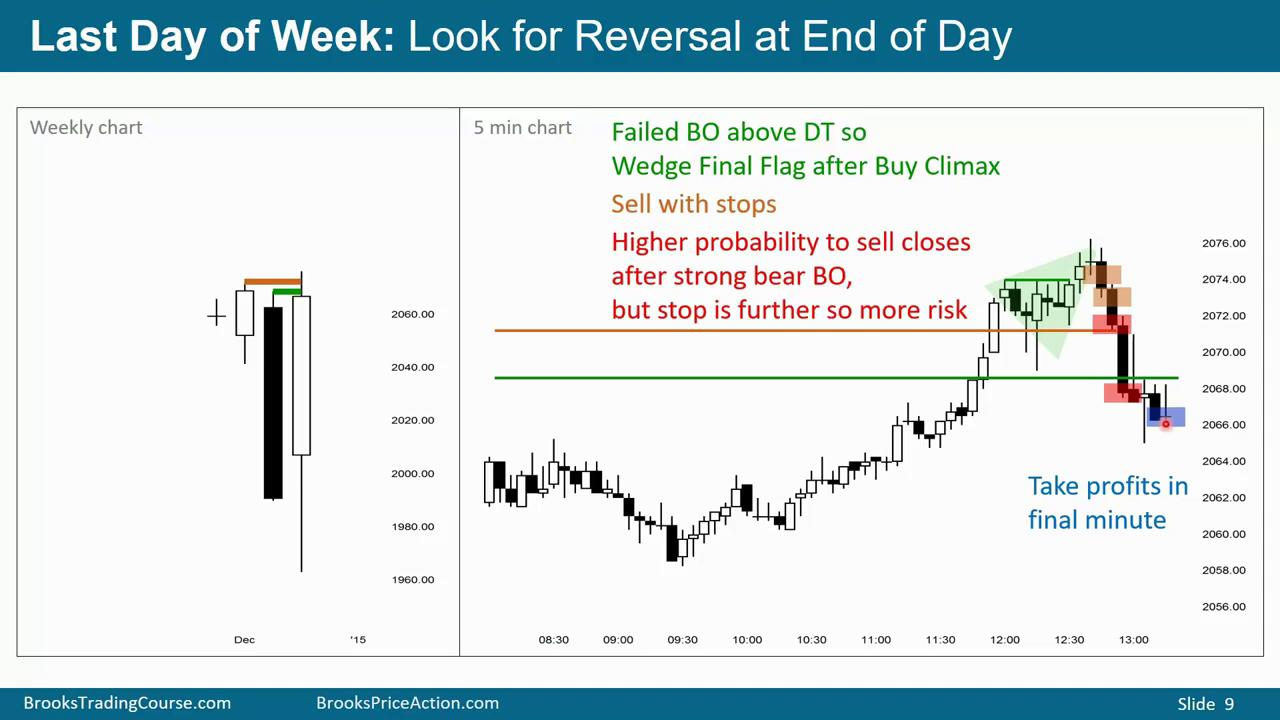 Last Day of Week: Look for Reversal at End of Day
Weekly chart
2060.00
2040.00
2020.00
2000.00
1980.00
1960.00
Dec
'15
5 min chart
Failed BO above DT so
Wedge Final Flag after Buy Climax
Sell with stops
Higher probability to sell closes
after strong bear BO,
but stop is further so more risk
2076.00
2074.00
2072.00
2070.00
2068.00
2066.00
2064.00
2062.00
2060.00
2058.00
2056.00
Take profits in
final minute
08:30 09:00 09:30 10:00 10:30 11:00 11:30 12:00 12:30 13:00
BrooksTradingCourse.com
BrooksPriceAction.com
Slide 9